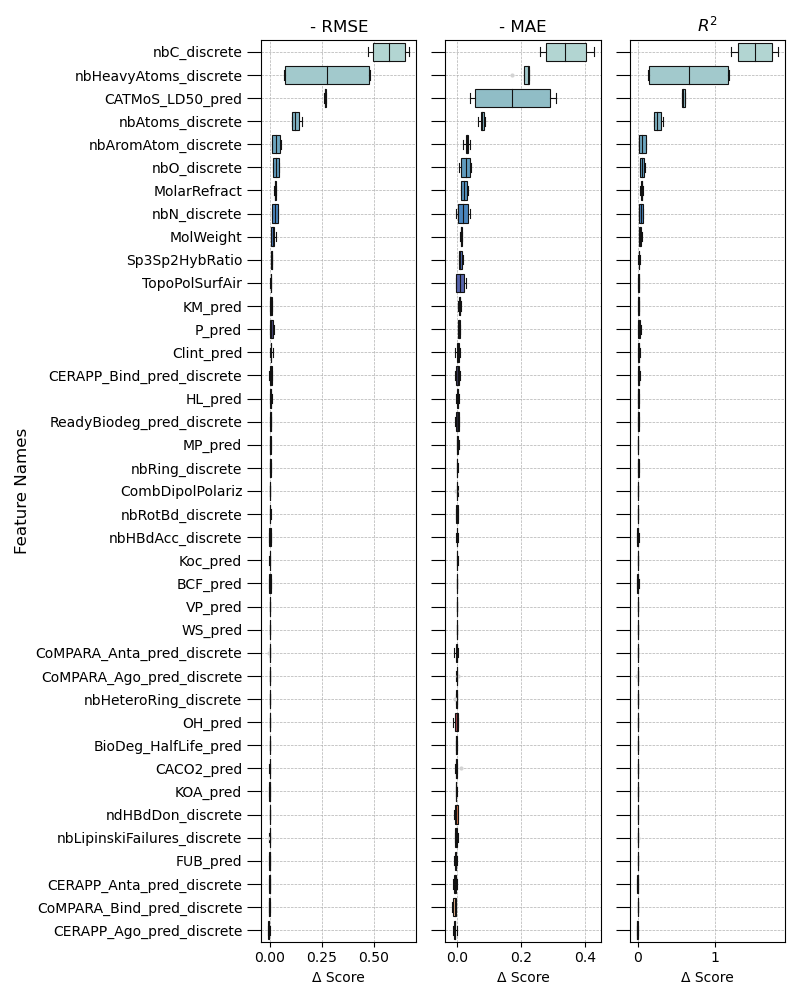 - RMSE
- MAE
R²
Feature Names
nbC_discrete
nbHeavyAtoms_discrete
CATMoS_LD50_pred
nbAtoms_discrete
nbAromAtom_discrete
nbO_discrete
MolarRefract
nbN_discrete
MolWeight
Sp3Sp2HybRatio
TopoPolSurfAir
KM_pred
P_pred
Clint_pred
CERAPP_Bind_pred_discrete
HL_pred
ReadyBiodeg_pred_discrete
MP_pred
nbRing_discrete
CombDipolPolariz
nbRotBd_discrete
nbHBdAcc_discrete
Koc_pred
BCF_pred
VP_pred
WS_pred
CoMPARA_Anta_pred_discrete
CoMPARA_Ago_pred_discrete
nbHeteroRing_discrete
OH_pred
BioDeg_HalfLife_pred
CACO2_pred
KOA_pred
ndHBdDon_discrete
nbLipinskiFailures_discrete
FUB_pred
CERAPP_Anta_pred_discrete
CoMPARA_Bind_pred_discrete
CERAPP_Ago_pred_discrete
0.00 0.25 0.50
0.0 0.2 0.4
0 1
Δ Score
Δ Score
Δ Score